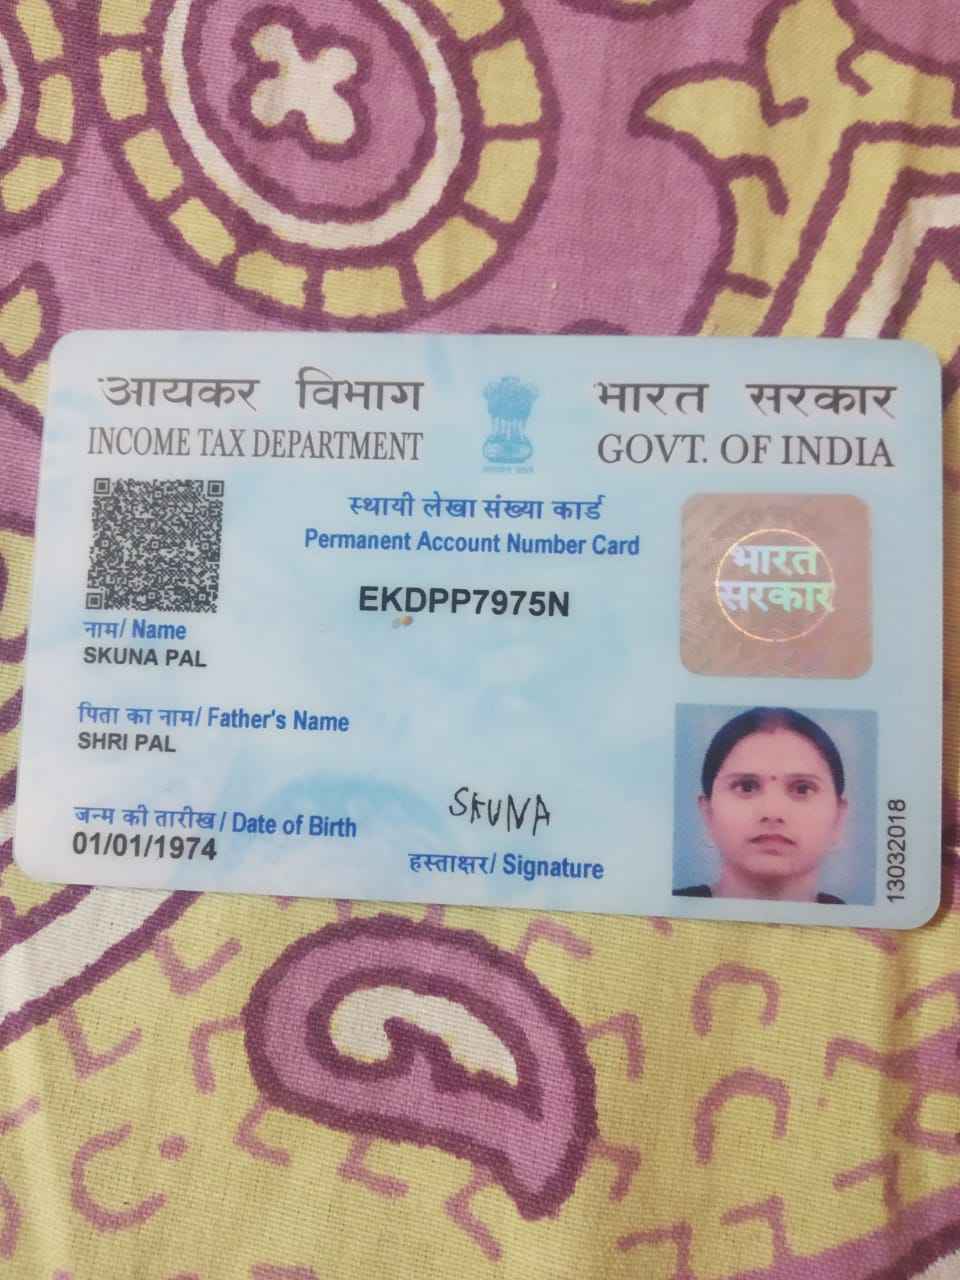 आयकर विभाग
INCOME TAX DEPARTMENT
भारत सरकार
GOVT. OF INDIA
स्थायी लेखा संख्या कार्ड
Permanent Account Number Card
EKDPP7975N
भारत
सरकार
नाम/ Name
SKUNA PAL
पिता का नाम/ Father's Name
SHRI PAL
जन्म की तारीख / Date of Birth
01/01/1974
SKUNA
हस्ताक्षर/ Signature
13032018